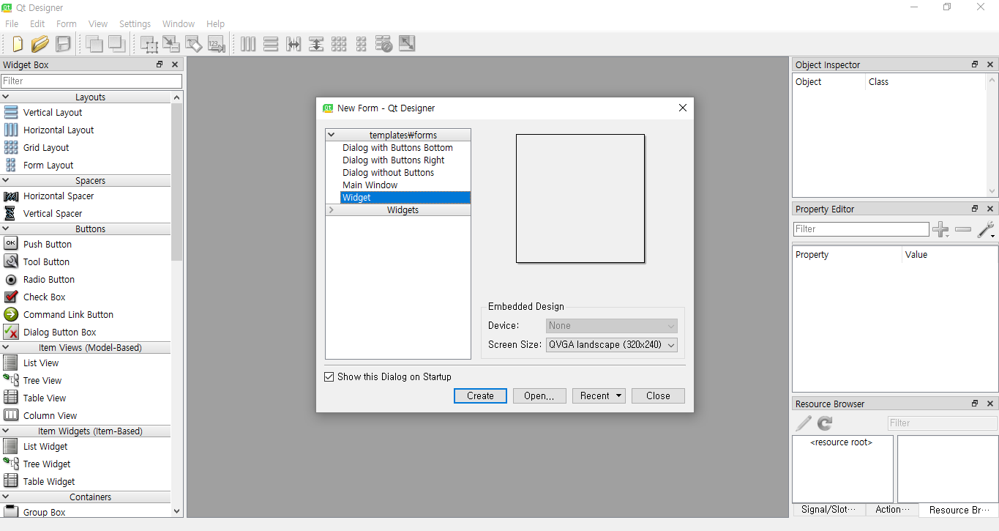 Qt Designer
File Edit Form View Settings Window Help
Widget Box
Filter
Layouts
Vertical Layout
Horizontal Layout
Grid Layout
Form Layout
Spacers
Horizontal Spacer
Vertical Spacer
Buttons
OK Push Button
Tool Button
Radio Button
Check Box
Command Link Button
Dialog Button Box
Item Views (Model-Based)
List View
Tree View
Table View
Column View
Item Widgets (Item-Based)
List Widget
Tree Widget
Table Widget
Containers
Group Box
New Form - Qt Designer
templates₩forms
Dialog with Buttons Bottom
Dialog with Buttons Right
Dialog without Buttons
Main Window
Widget
Widgets
Embedded Design
Device: None
Screen Size: QVGA landscape (320x240)
Show this Dialog on Startup
Create Open... Recent Close
Object Inspector
Object Class
Property Editor
Filter
Property Value
Resource Browser
Filter
<resource root>
Signal/Slot··· Action··· Resource Br···